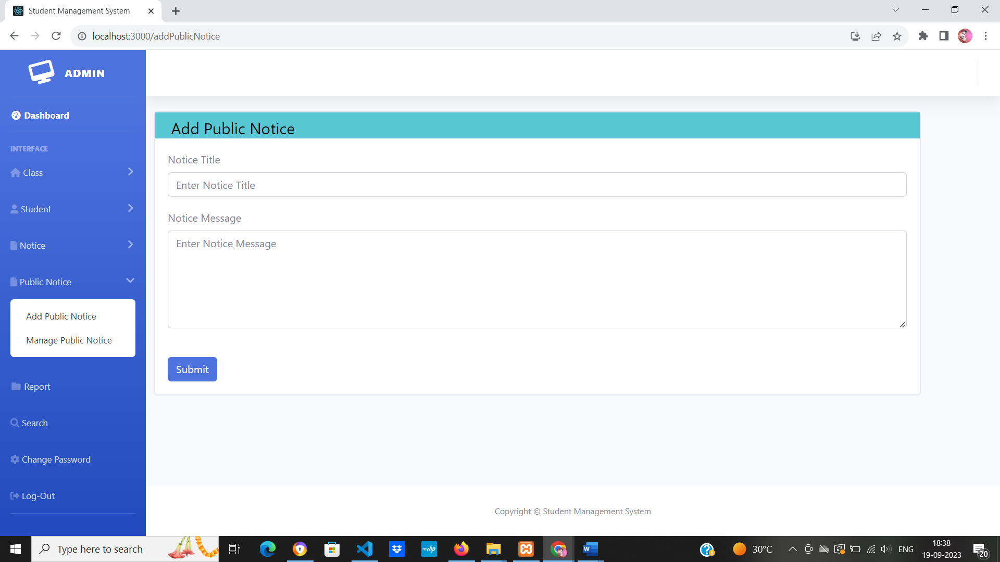 Student Management System
localhost:3000/addPublicNotice
ADMIN
Dashboard
INTERFACE
Class
Student
Notice
Public Notice
Add Public Notice
Manage Public Notice
Report
Search
Change Password
Log-Out
Add Public Notice
Notice Title
Enter Notice Title
Notice Message
Enter Notice Message
Submit
Copyright © Student Management System
Type here to search
myhp
W
30°C
ENG
18:38
19-09-2023
20